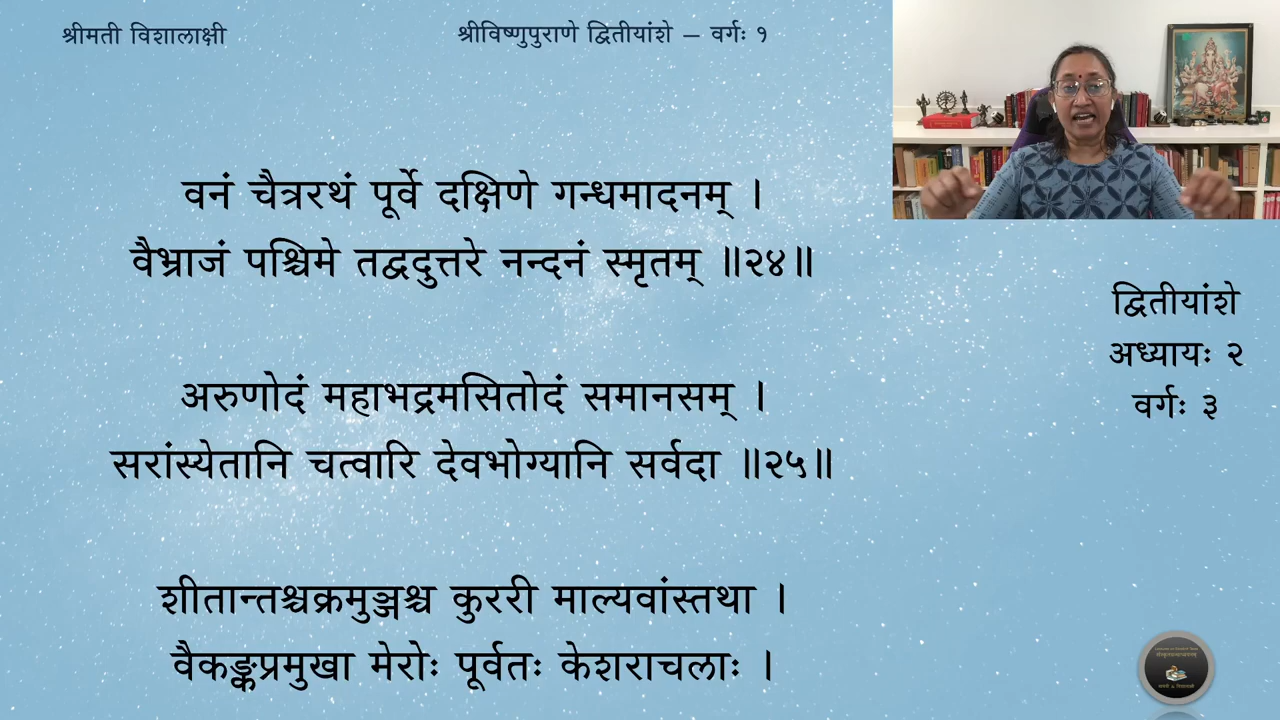 श्रीमती विशालाक्षी
श्रीविष्णुपुराणे द्वितीयांशे – वर्गः १
वनं चैत्ररथं पूर्वे दक्षिणे गन्धमादनम् ।
वैभ्राजं पश्चिमे तद्वदुत्तरे नन्दनं स्मृतम् ॥२४॥
अरुणोदं महाभद्रमसितोदं समानसम् ।
सरांस्येतानि चत्वारि देवभोग्यानि सर्वदा ॥२५॥
शीतान्तश्चक्रमुञ्जश्च कुररी माल्यवांस्तथा ।
वैकङ्कप्रमुखा मेरोः पूर्वतः केशराचलाः ।
द्वितीयांशे
अध्यायः २
वर्गः ३